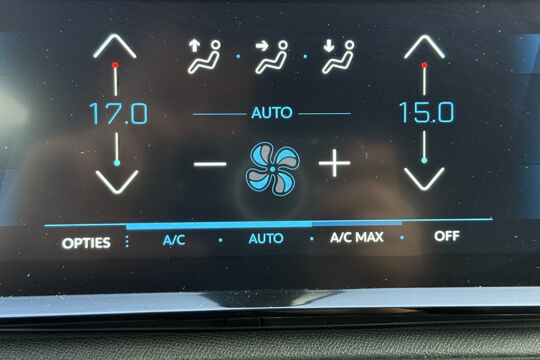 17.0
AUTO
15.0
OPTIES A/C AUTO A/C MAX OFF